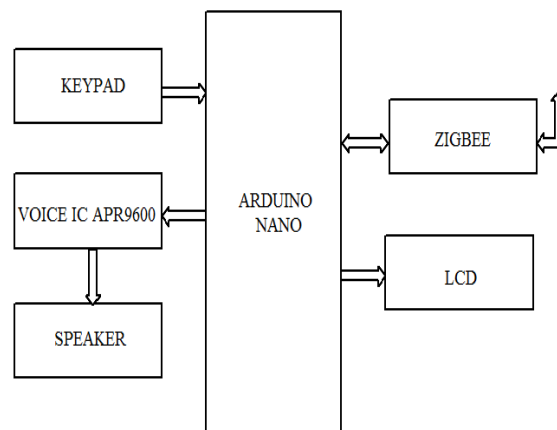 KEYPAD
VOICE IC APR9600
SPEAKER
ARDUINO
NANO
ZIGBEE
LCD